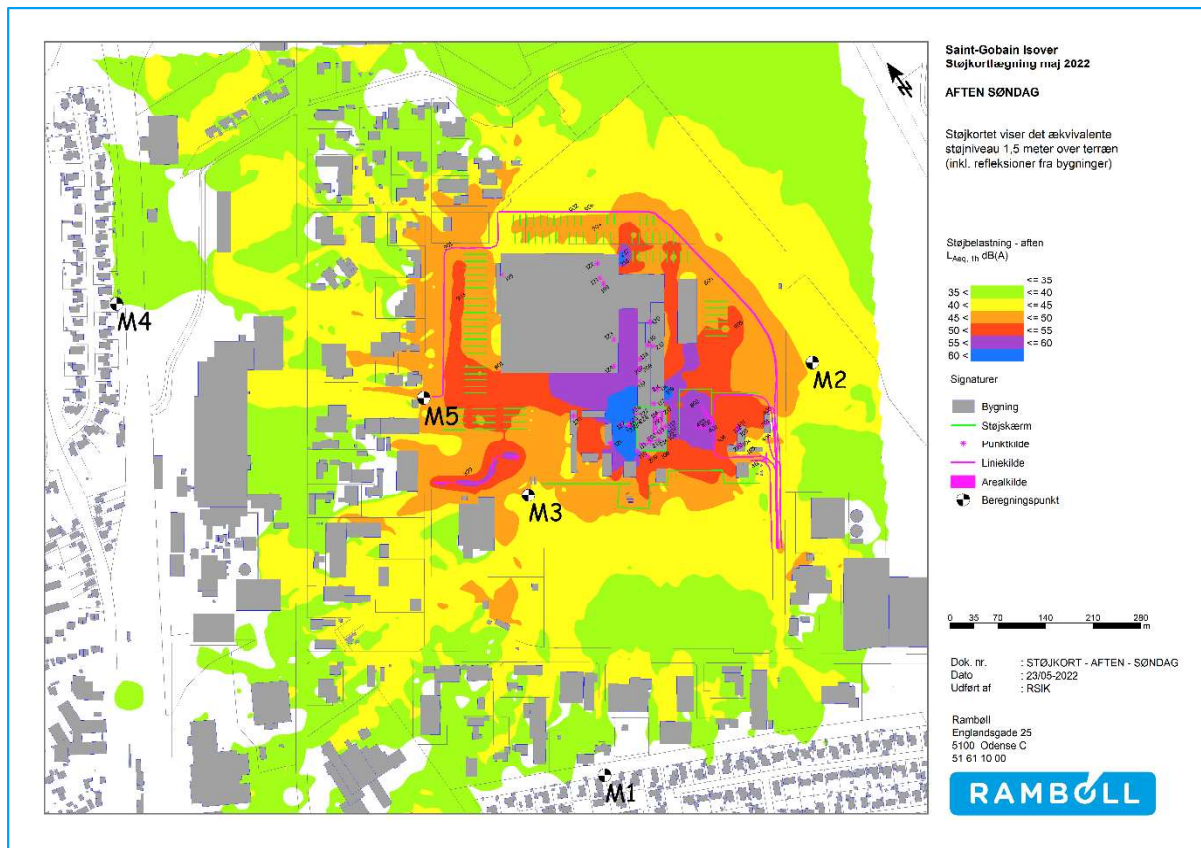 Saint-Gobain Isover
Støjkortlægning maj 2022
AFTEN SØNDAG
Støjkortet viser det ækvivalente
støjniveau 1,5 meter over terræn
(inkl. refleksioner fra bygninger)
Støjbelastning - aften
LAeq, 1h dB(A)
<= 35
35 < <= 40
40 < <= 45
45 < <= 50
50 < <= 55
55 < <= 60
60 <
Signaturer
Bygning
Støjskærm
Punktkilde
Liniekilde
Arealkilde
Beregningspunkt
M4
M5
M2
M3
M1
N
0 35 70 140 210 280
m
Dok. nr. : STØJKORT - AFTEN - SØNDAG
Dato : 23/05-2022
Udført af : RSIK
Rambøll
Englandsgade 25
5100 Odense C
51 61 10 00
RAMBOLL